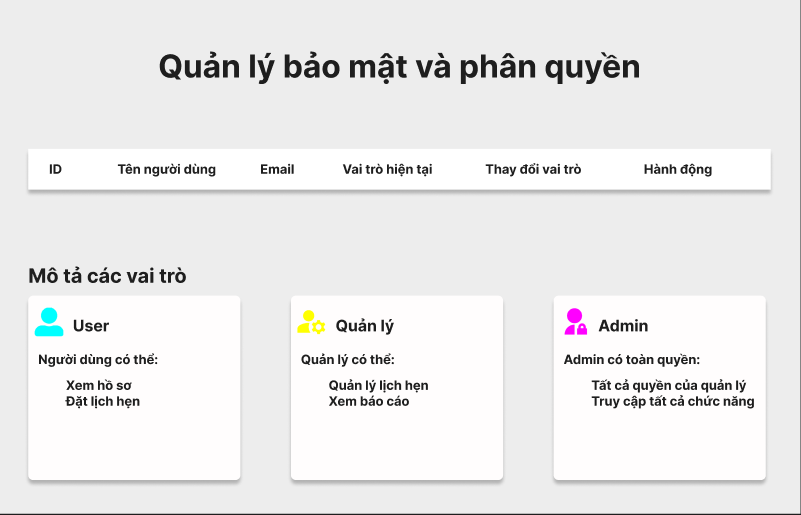 Quản lý bảo mật và phân quyền
ID Tên người dùng Email Vai trò hiện tại Thay đổi vai trò Hành động
Mô tả các vai trò
User
Người dùng có thể:
Xem hồ sơ
Đặt lịch hẹn
Quản lý
Quản lý có thể:
Quản lý lịch hẹn
Xem báo cáo
Admin
Admin có toàn quyền:
Tất cả quyền của quản lý
Truy cập tất cả chức năng